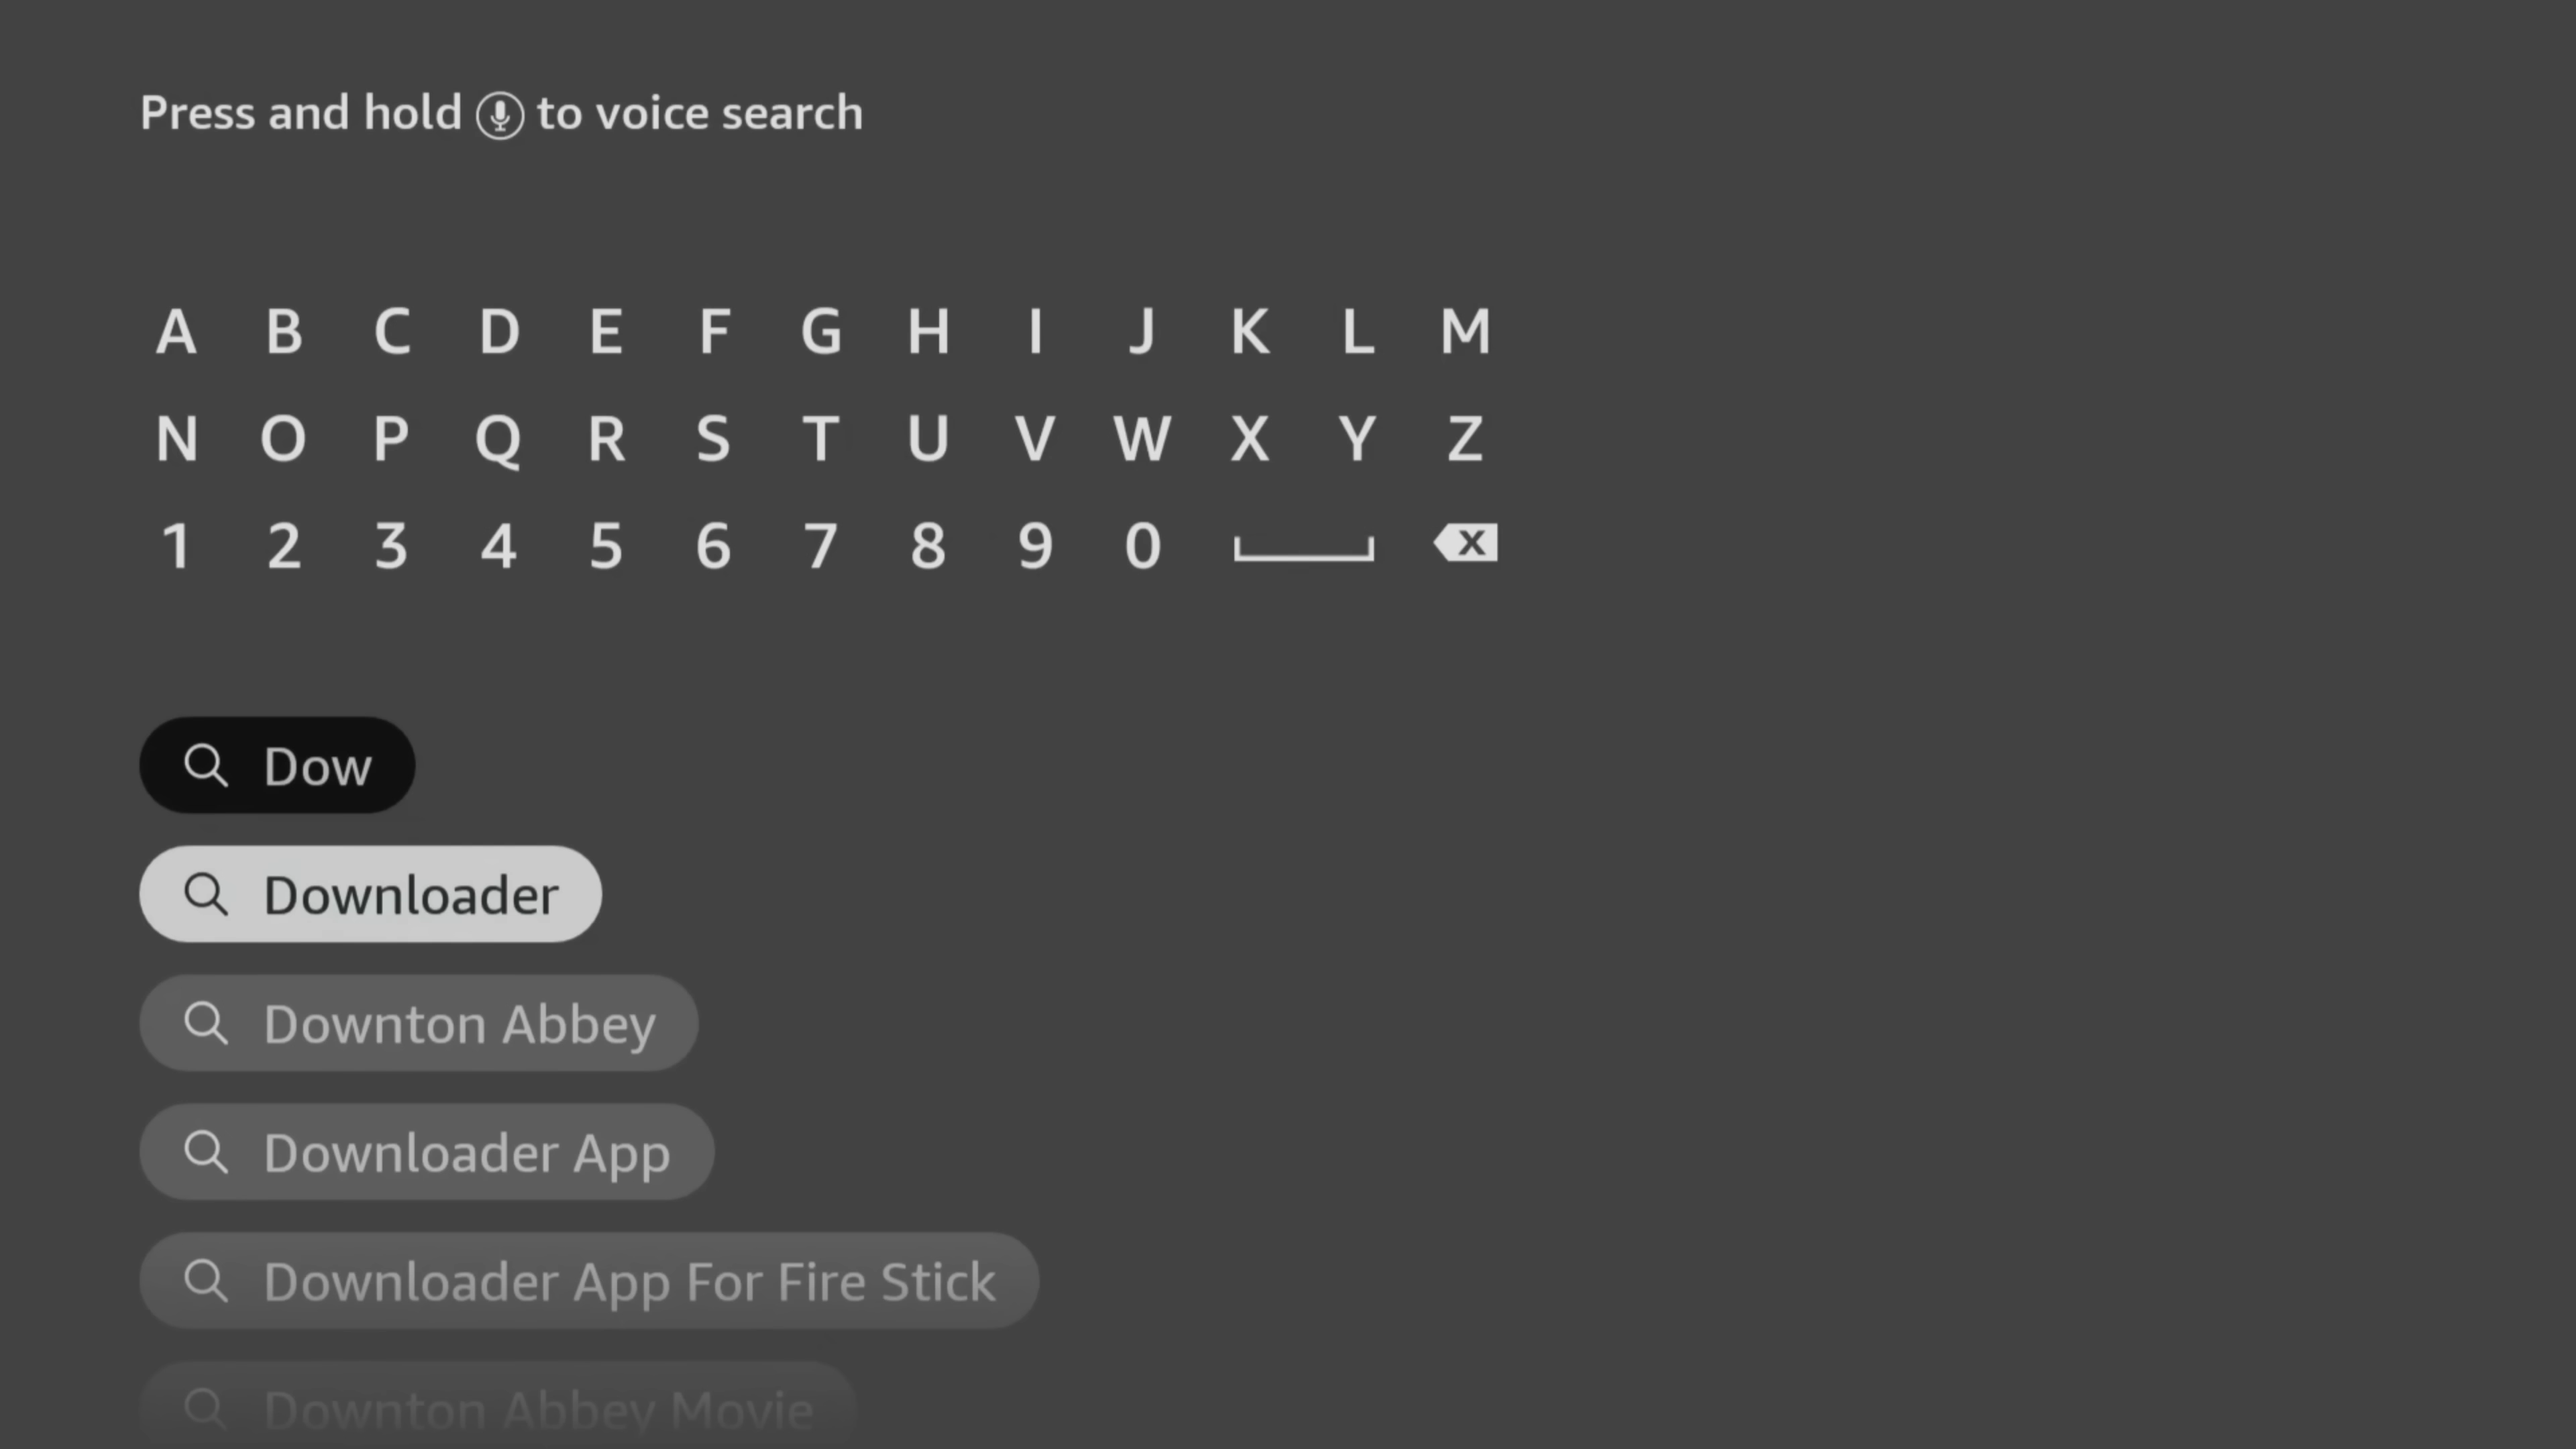 Press and hold to voice search
A B C D E F G H I J K L M
N O P Q R S T U V W X Y Z
1 2 3 4 5 6 7 8 9 0
Dow
Downloader
Downton Abbey
Downloader App
Downloader App For Fire Stick
Downton Abbey Movie